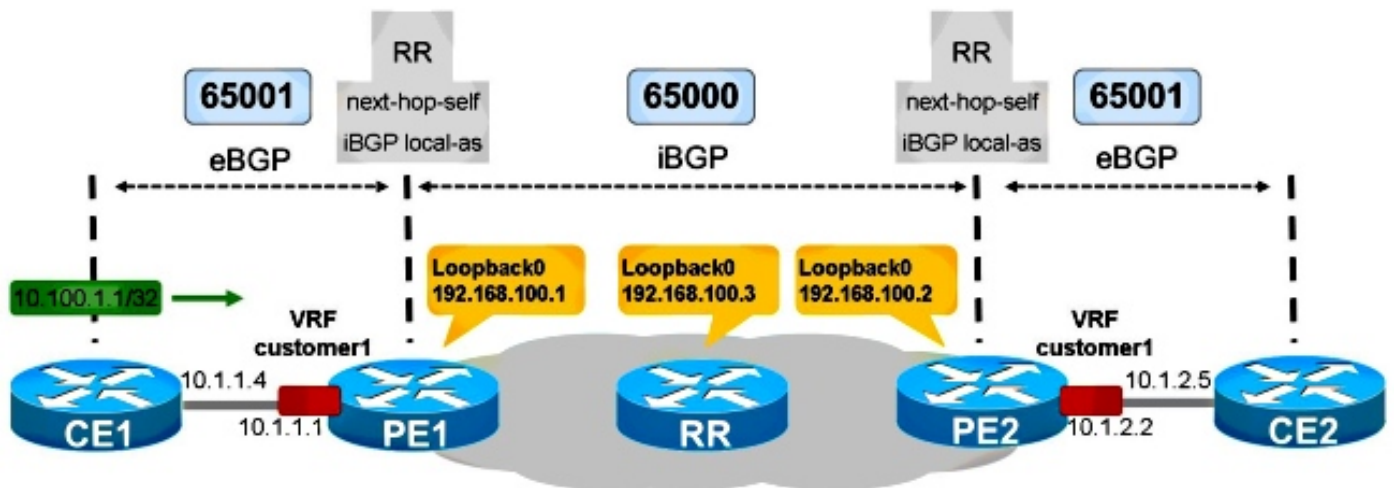 RR
next-hop-self
iBGP local-as
RR
next-hop-self
iBGP local-as
65001
65000
65001
eBGP
iBGP
eBGP
Loopback0
192.168.100.1
Loopback0
192.168.100.3
Loopback0
192.168.100.2
10.100.1.1/32
VRF
customer1
VRF
customer1
10.1.1.4
10.1.1.1
10.1.2.5
10.1.2.2
CE1
PE1
RR
PE2
CE2